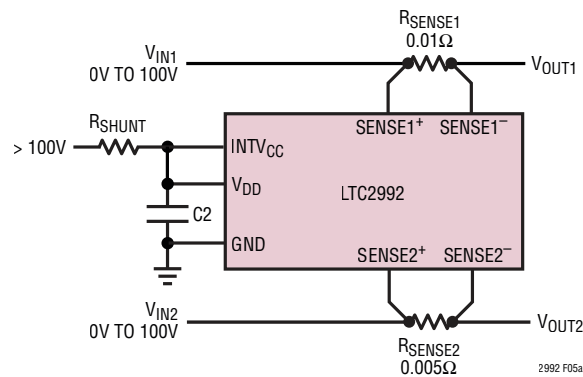 RSENSE1
0.01Ω
VIN1
0V TO 100V
VOUT1
SENSE1+ SENSE1–
RSHUNT
> 100V
INTVCC
VDD
LTC2992
C2
GND
SENSE2+ SENSE2–
VIN2
0V TO 100V
VOUT2
RSENSE2
0.005Ω
2992 F05a